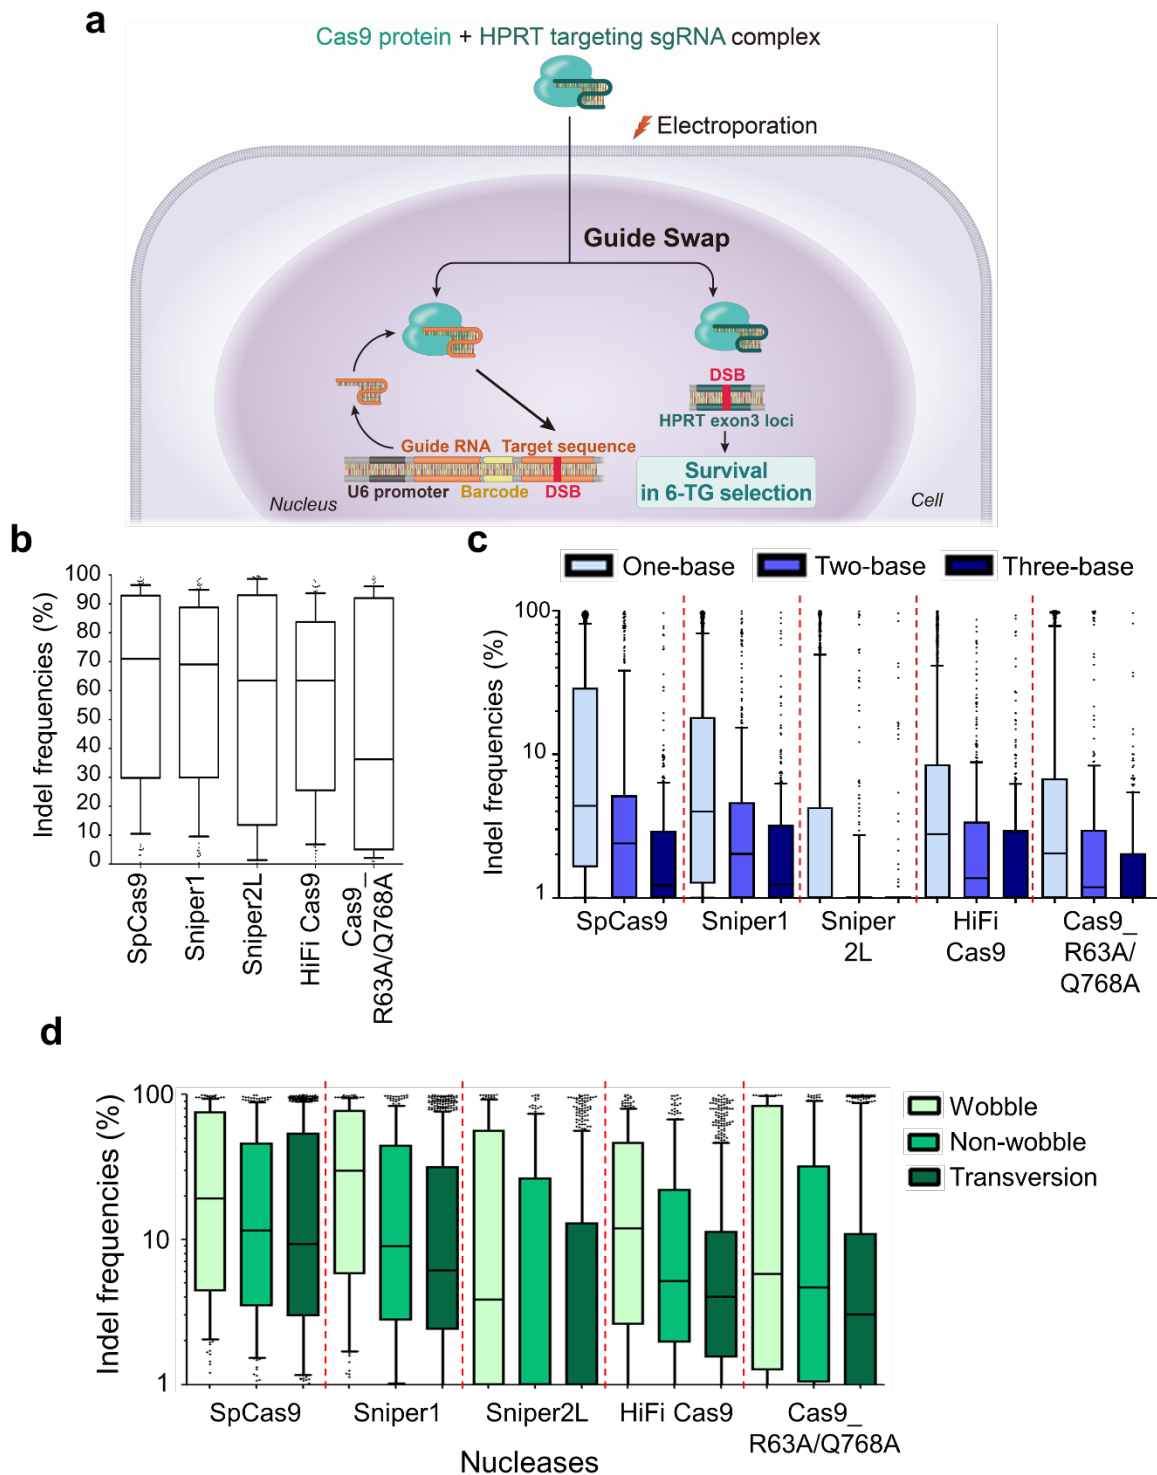 a
Cas9 protein + HPRT targeting sgRNA complex
Electroporation
Guide Swap
DSB
HPRT exon3 loci
Guide RNA Target sequence
U6 promoter Barcode DSB
Survival
in 6-TG selection
Nucleus
Cell
b
Indel frequencies (%)
100
90
80
70
60
50
40
30
20
10
0
SpCas9
Sniper1
Sniper2L
HiFi Cas9
Cas9_
R63A/Q768A
c
One-base Two-base Three-base
Indel frequencies (%)
100
10
1
SpCas9
Sniper1
Sniper
2L
HiFi
Cas9
Cas9_
R63A/
Q768A
d
Indel frequencies (%)
100
10
1
Wobble
Non-wobble
Transversion
SpCas9
Sniper1
Sniper2L
HiFi Cas9
Cas9_
R63A/Q768A
Nucleases